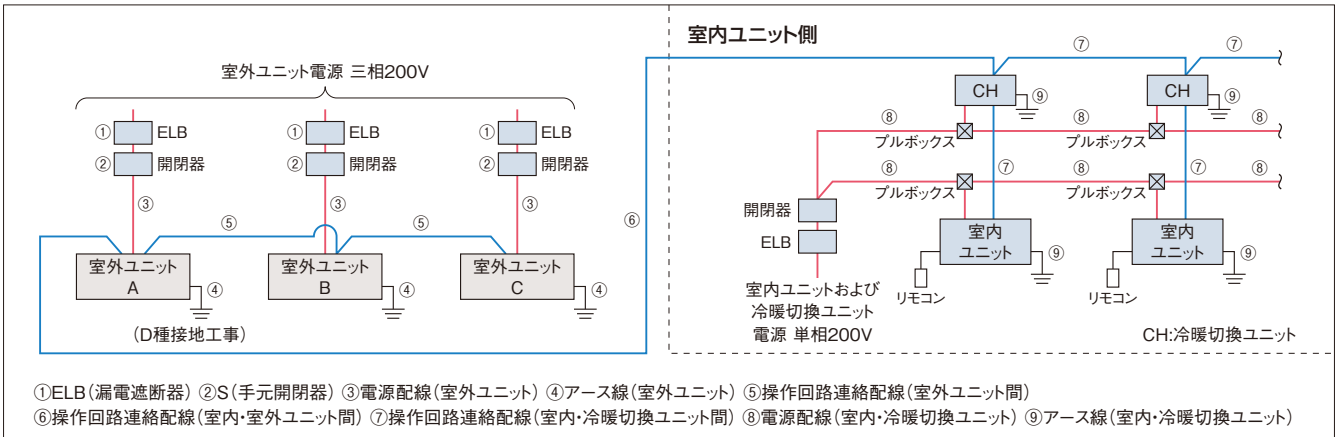 室内ユニット側
室外ユニット電源 三相200V
①ELB ①ELB ①ELB
②開閉器 ②開閉器 ②開閉器
③ ③ ③
⑤ ⑤ ⑥
室外ユニット
A
④
室外ユニット
B
④
室外ユニット
C
④
(D種接地工事)
⑦ ⑦
CH ⑨ CH ⑨
⑧ ⑧ ⑧
プルボックス プルボックス
⑧ ⑧ ⑧
プルボックス ⑦ プルボックス ⑦
開閉器
ELB
室内ユニットおよび
冷暖切換ユニット
電源 単相200V
室内
ユニット
⑨
リモコン
室内
ユニット
⑨
リモコン
CH:冷暖切換ユニット
①ELB(漏電遮断器) ②S(手元開閉器) ③電源配線(室外ユニット) ④アース線(室外ユニット) ⑤操作回路連絡配線(室外ユニット間)
⑥操作回路連絡配線(室内・室外ユニット間) ⑦操作回路連絡配線(室内・冷暖切換ユニット間) ⑧電源配線(室内・冷暖切換ユニット) ⑨アース線(室内・冷暖切換ユニット)